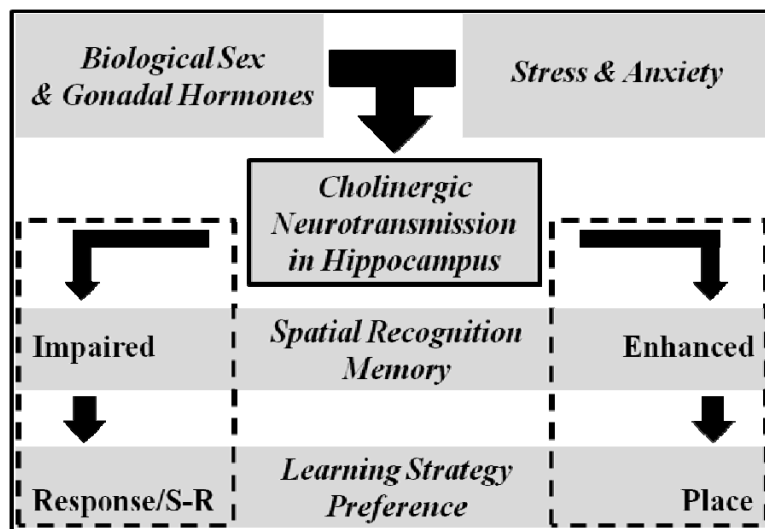 Biological Sex
& Gonadal Hormones
Stress & Anxiety
Cholinergic
Neurotransmission
in Hippocampus
Impaired
Spatial Recognition
Memory
Enhanced
Response/S-R
Learning Strategy
Preference
Place